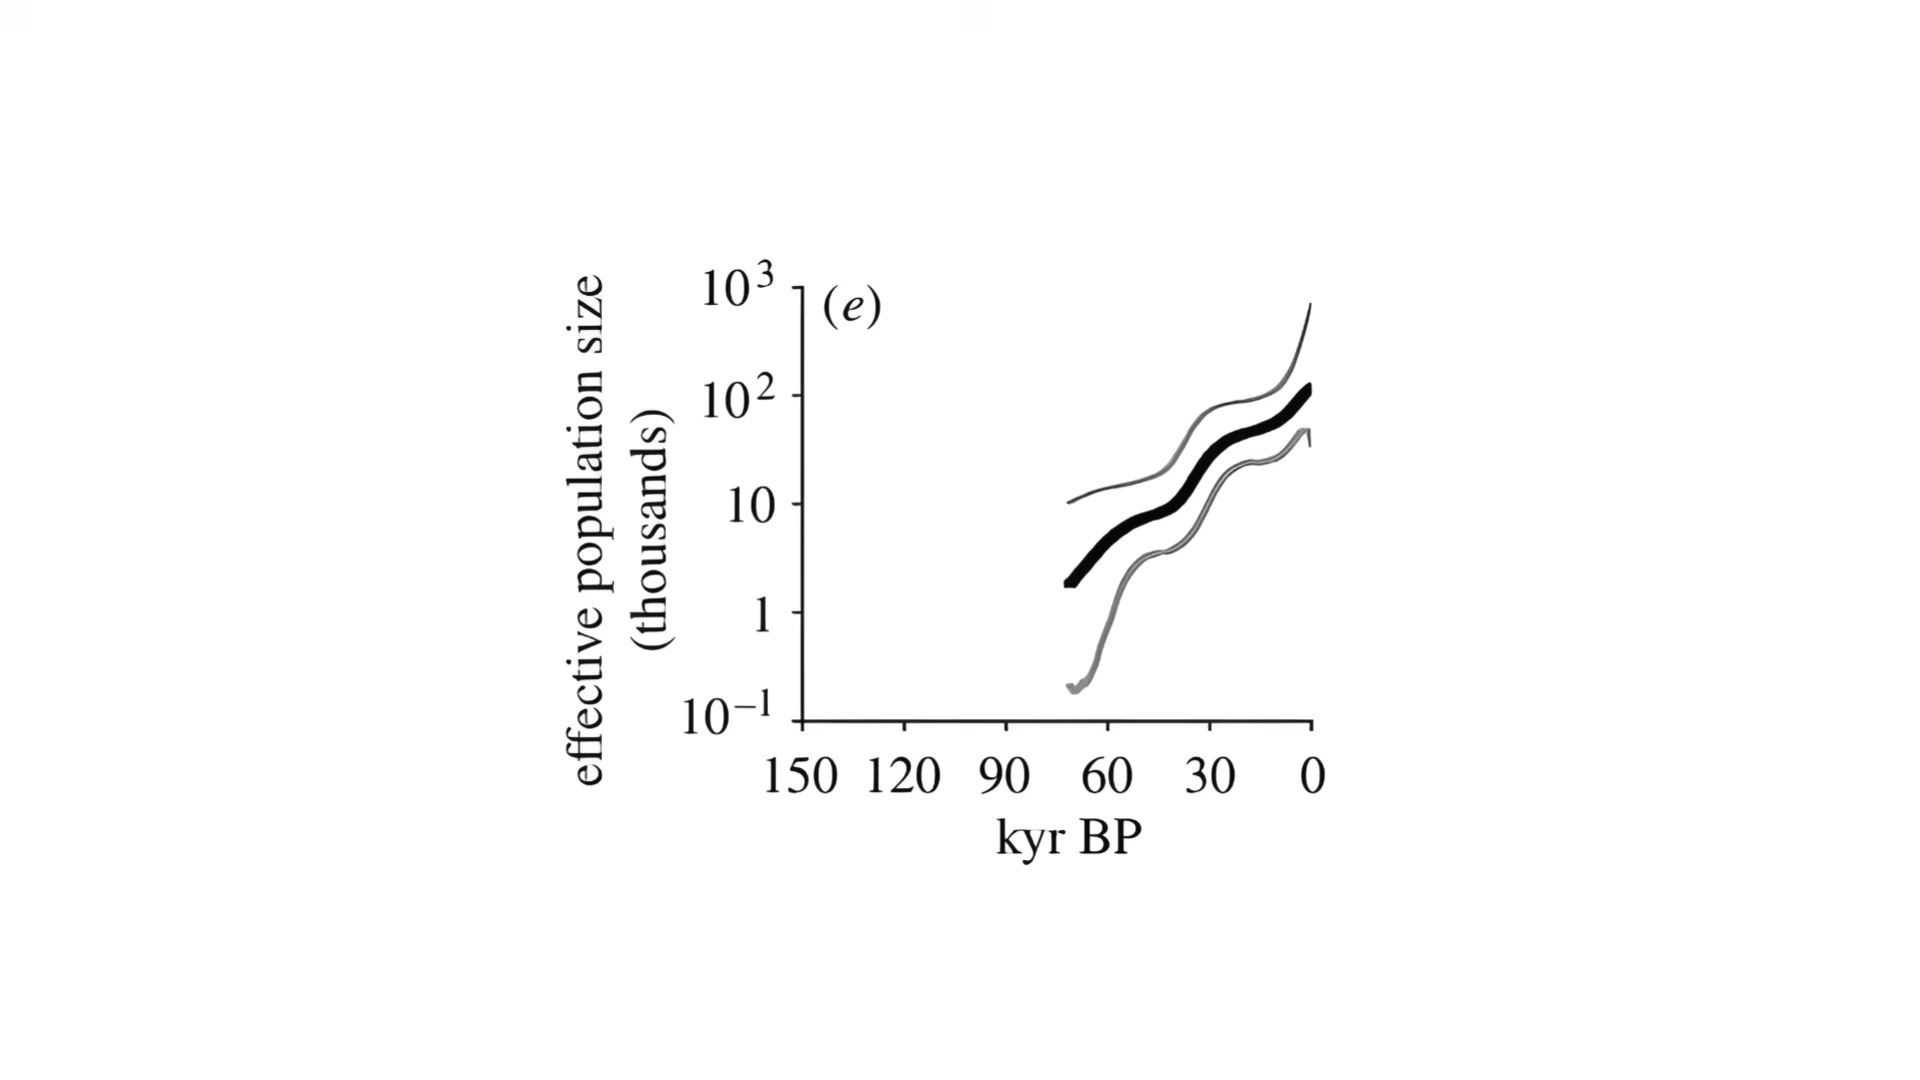 effective population size
(thousands)
10³
10²
10
1
10⁻¹
(e)
150 120 90 60 30 0
kyr BP